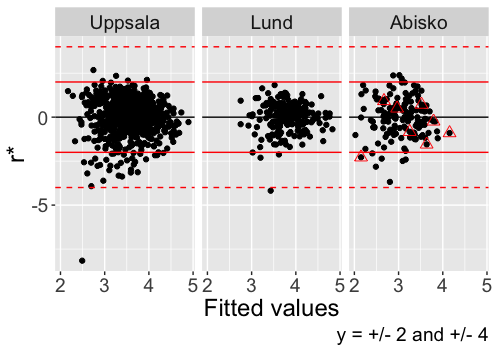 Uppsala Lund Abisko
0
-5
r*
2 3 4 5 2 3 4 5 2 3 4 5
Fitted values
y = +/- 2 and +/- 4